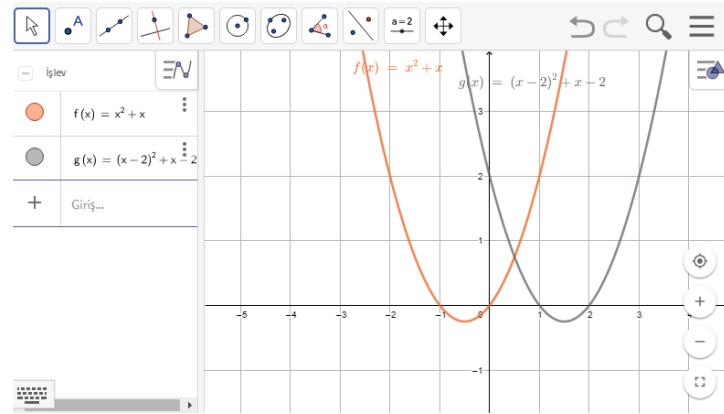 A
α
a=2
İşlev
f(x) = x² + x
g(x) = (x−2)² + x − 2
Giriş...
f(x) = x² + x
g(x) = (x−2)² + x − 2
3
2
1
−5 −4 −3 −2 −1 0 1 2 3 4
−1